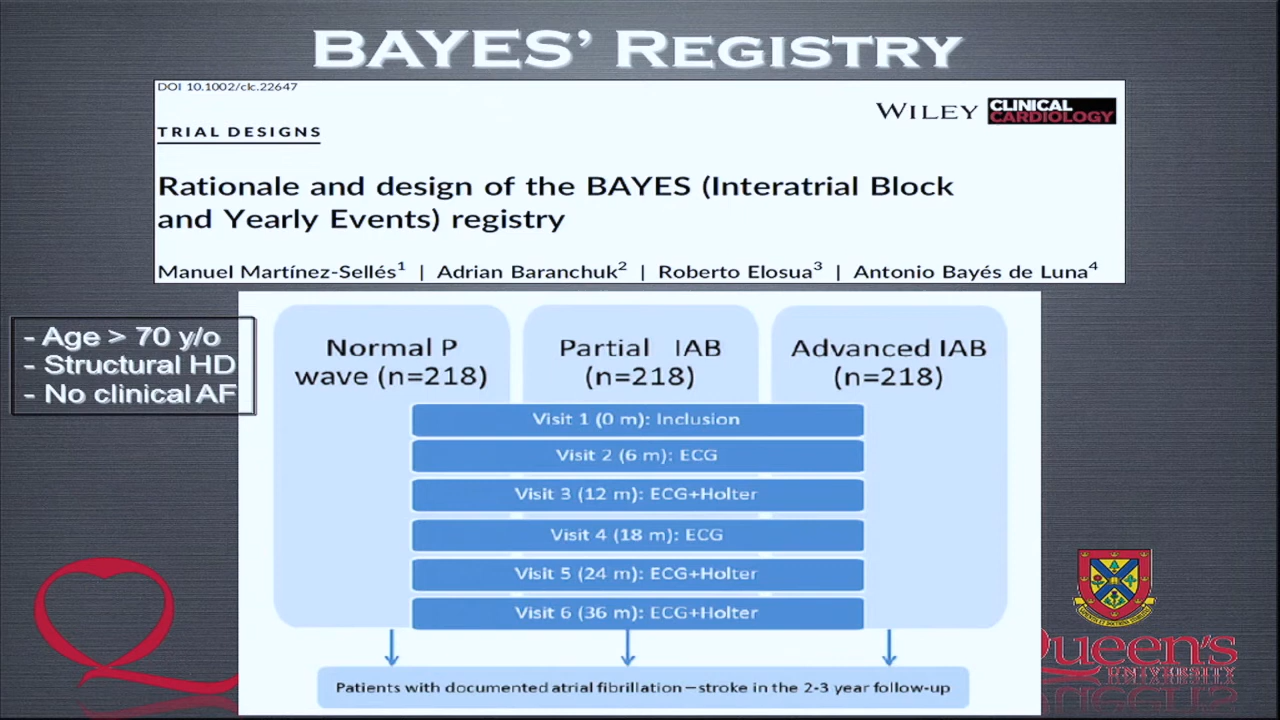 BAYES' REGISTRY
DOI 10.1002/clc.22647
WILEY CLINICAL CARDIOLOGY
TRIAL DESIGNS
Rationale and design of the BAYES (Interatrial Block
and Yearly Events) registry
Manuel Martínez-Sellés1 | Adrian Baranchuk2 | Roberto Elosua3 | Antonio Bayés de Luna4
- Age > 70 y/o
- Structural HD
- No clinical AF
Normal P
wave (n=218)
Partial IAB
(n=218)
Advanced IAB
(n=218)
Visit 1 (0 m): Inclusion
Visit 2 (6 m): ECG
Visit 3 (12 m): ECG+Holter
Visit 4 (18 m): ECG
Visit 5 (24 m): ECG+Holter
Visit 6 (36 m): ECG+Holter
Patients with documented atrial fibrillation – stroke in the 2-3 year follow-up
Queen's
UNIVERSITY